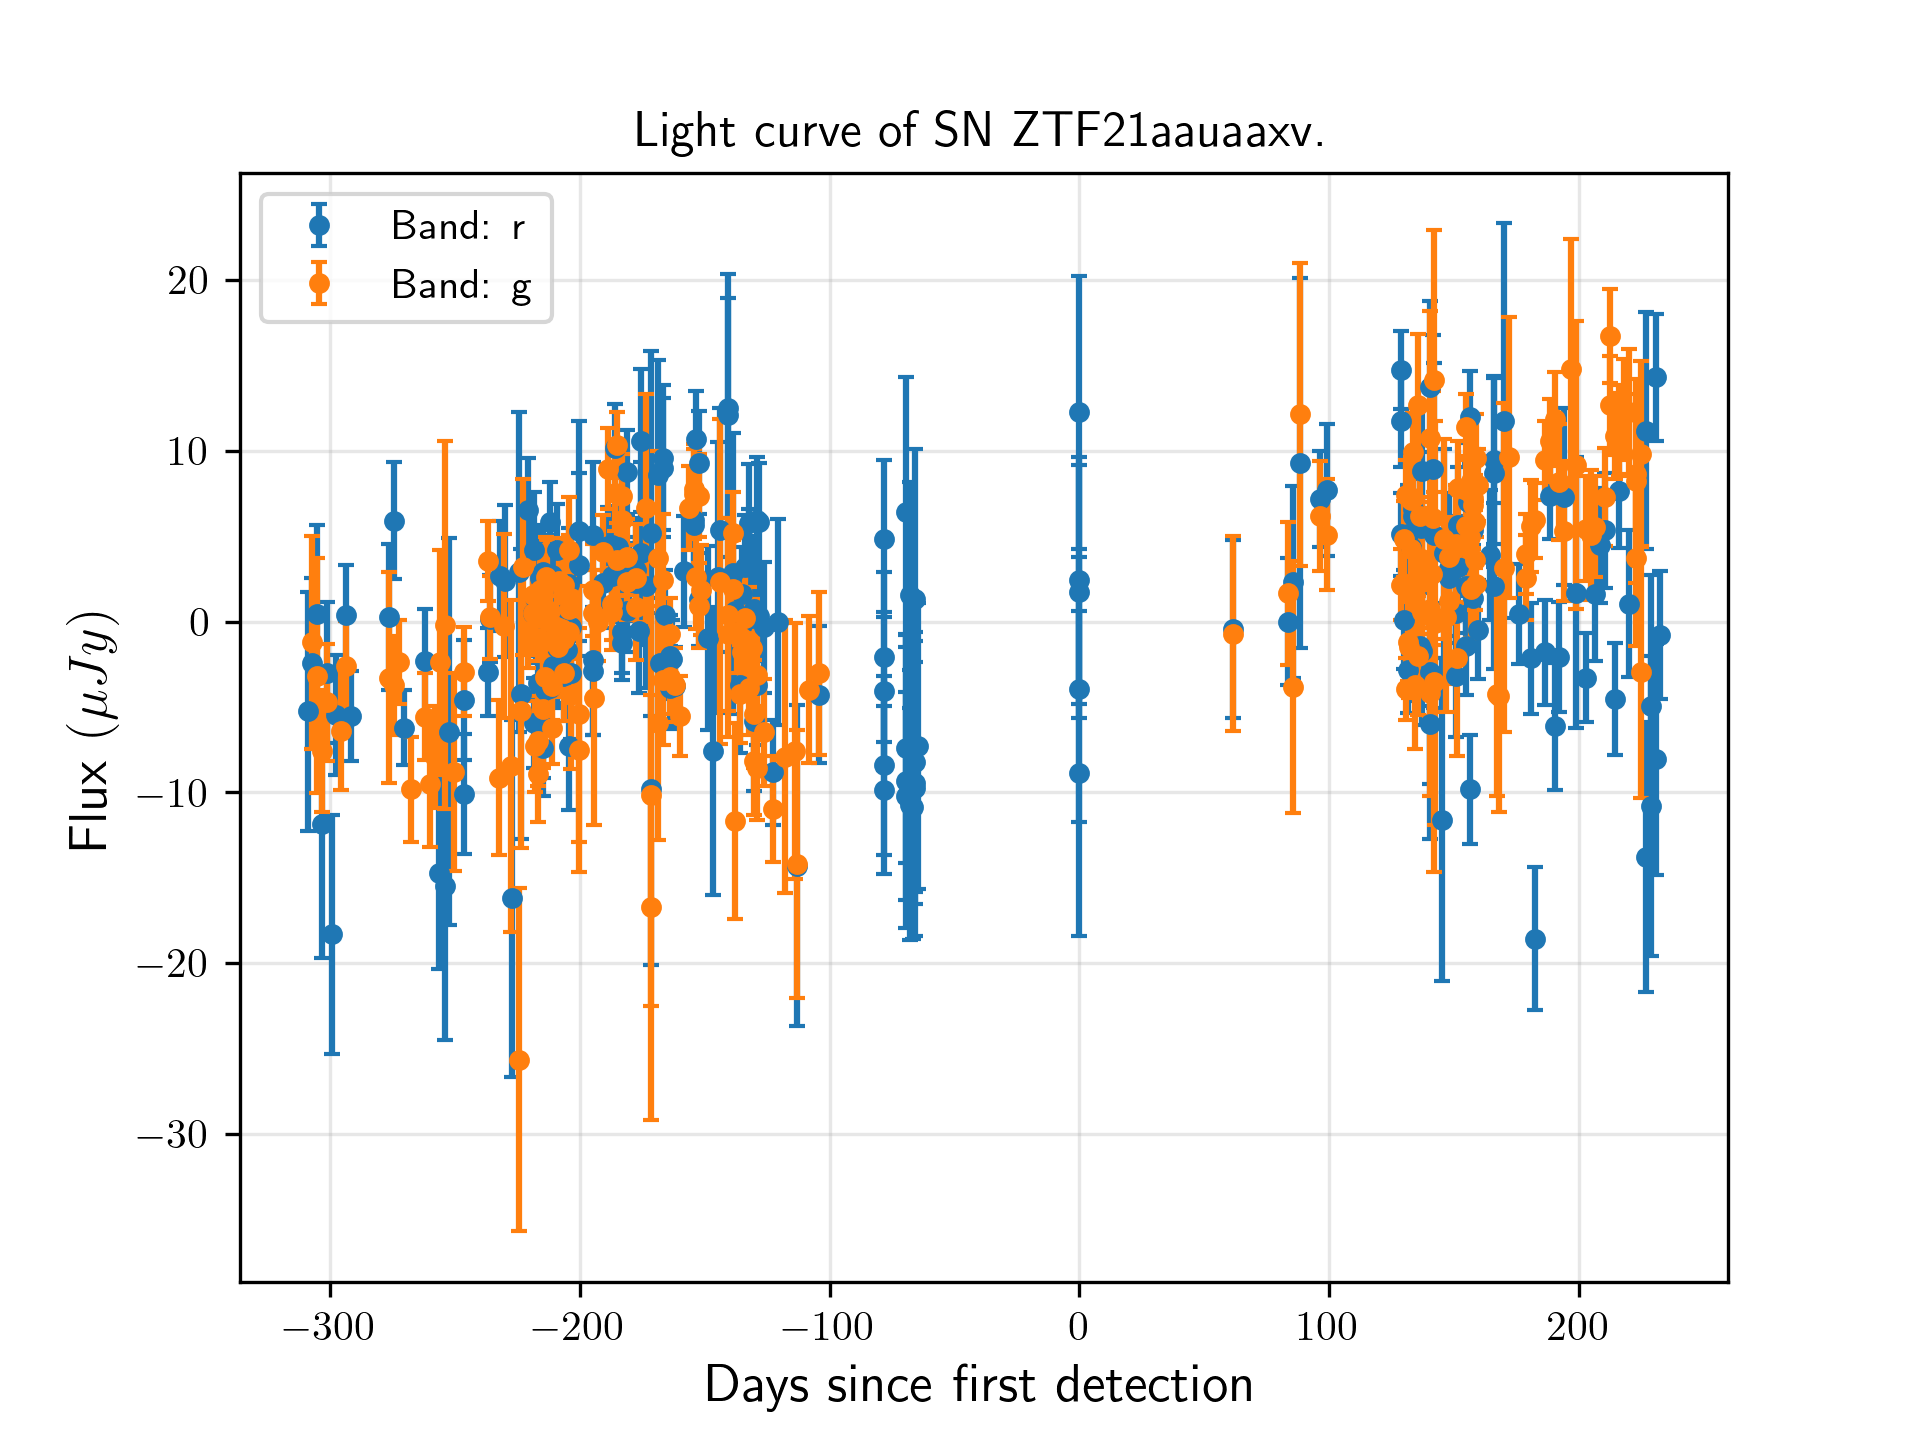 Light curve of SN ZTF21aauaaxv.
Band: r
Band: g
20
10
0
−10
−20
−30
Flux (μJy)
−300 −200 −100 0 100 200
Days since first detection